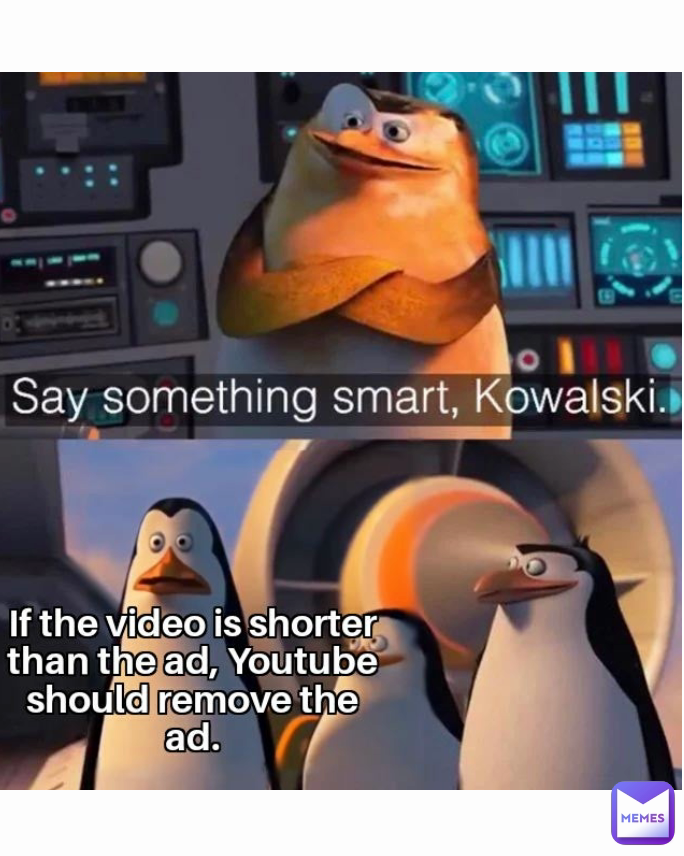 Say something smart, Kowalski.
If the video is shorter
than the ad, Youtube
should remove the
ad.
MEMES